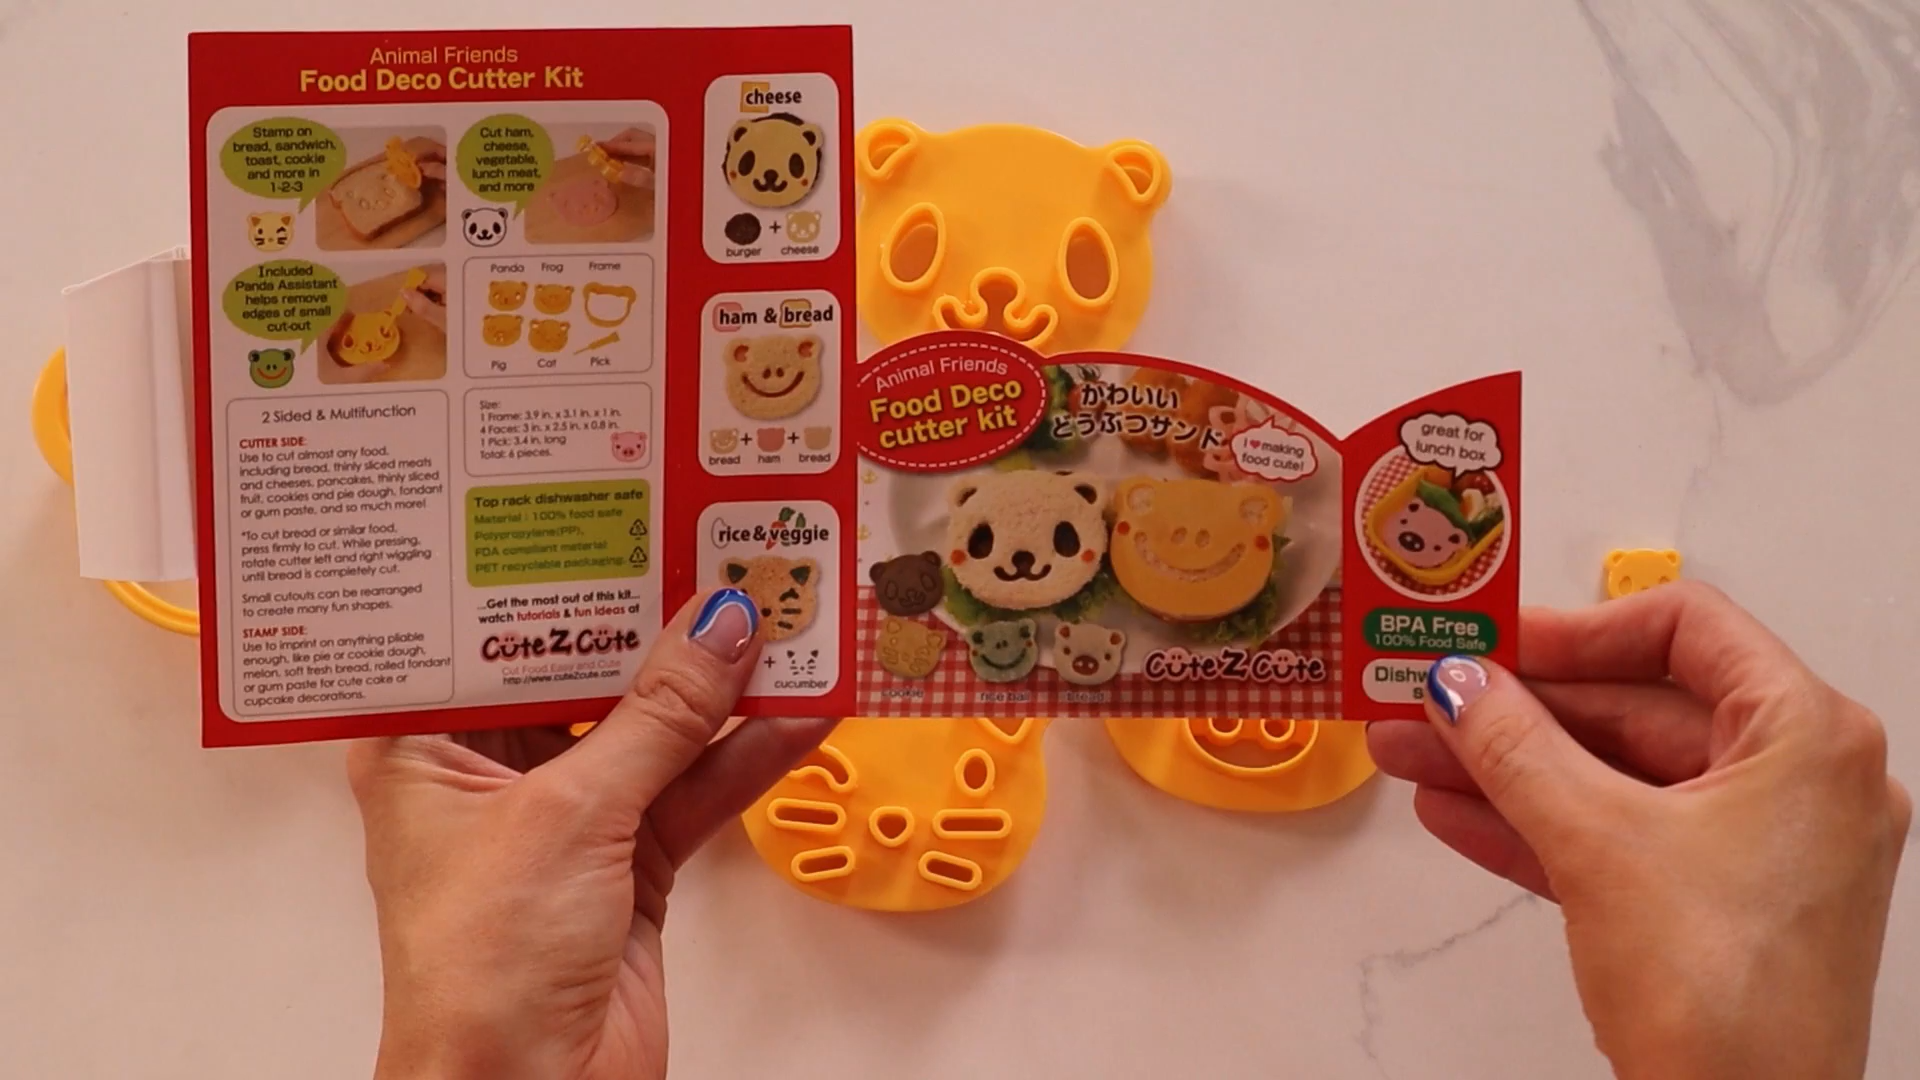 Animal Friends
Food Deco Cutter Kit
Stamp on
bread, sandwich,
toast, cookie
and more in
1-2-3
Cut ham,
cheese,
vegetable,
lunch meat,
and more
Included
Panda Assistant
helps remove
edges of small
cut-out
Panda Frog Frame
Pig Cat Pick
2 Sided & Multifunction
CUTTER SIDE:
Use to cut almost any food,
including bread, thinly sliced meats
and cheeses, pancakes, thinly sliced
fruit, cookies and pie dough, fondant
or gum paste, and so much more!
*To cut bread or similar food,
press firmly to cut. While pressing,
rotate cutter left and right wiggling
until bread is completely cut.
Small cutouts can be rearranged
to create many fun shapes.
STAMP SIDE:
Use to imprint on anything pliable
enough, like pie or cookie dough,
melon, soft fresh bread, rolled fondant
or gum paste for cute cake or
cupcake decorations.
Size:
1 Frame: 3.9 in. x 3.1 in. x 1 in.
4 Faces: 3 in. x 2.5 in. x 0.8 in.
1 Pick: 3.4 in. long
Total: 6 pieces.
Top rack dishwasher safe
Material : 100% food safe
Polypropylene(PP),
FDA compliant material
PET recyclable packaging.
...Get the most out of this kit...
watch tutorials & fun ideas at
CüteZCüte
Cut Food Easy and Cute
http://www.cuteZcute.com
cheese
burger + cheese
ham & bread
bread + ham + bread
rice & veggie
+ cucumber
Animal Friends
Food Deco
cutter kit
かわいい
どうぶつサンド
I ♥ making
food cute!
cookie
rice ball
bread
CüteZCüte
great for
lunch box
BPA Free
100% Food Safe